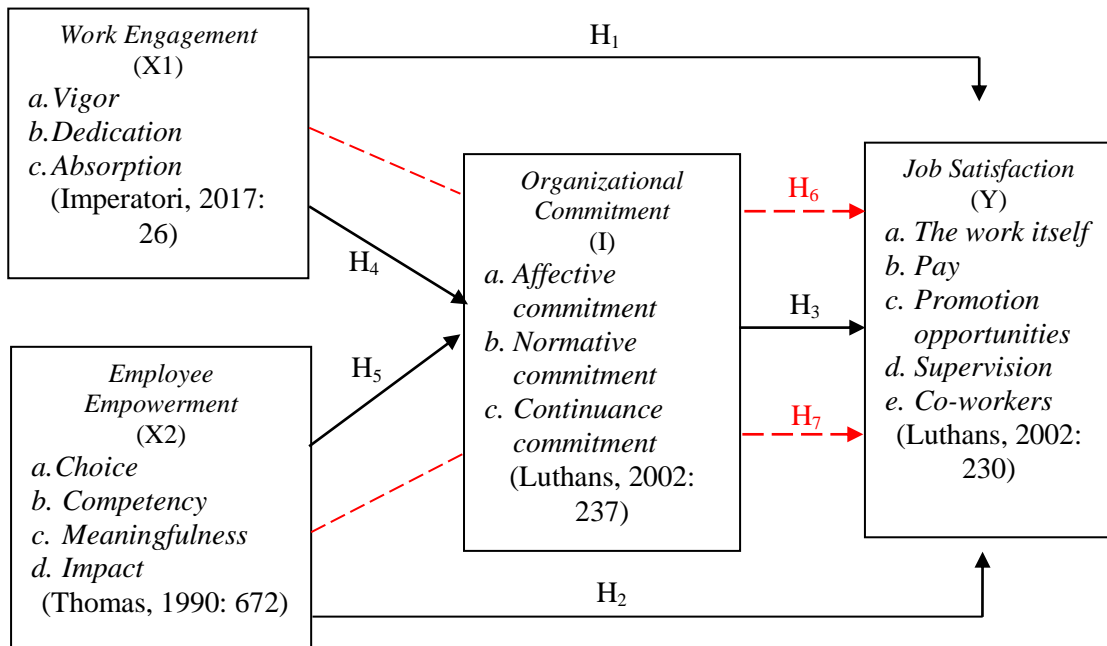 Work Engagement
(X1)
a. Vigor
b. Dedication
c. Absorption
(Imperatori, 2017:
26)
H1
H4
Employee
Empowerment
(X2)
a. Choice
b. Competency
c. Meaningfulness
d. Impact
(Thomas, 1990: 672)
H5
H2
Organizational
Commitment
(I)
a. Affective
commitment
b. Normative
commitment
c. Continuance
commitment
(Luthans, 2002:
237)
H6
H3
H7
Job Satisfaction
(Y)
a. The work itself
b. Pay
c. Promotion
opportunities
d. Supervision
e. Co-workers
(Luthans, 2002:
230)